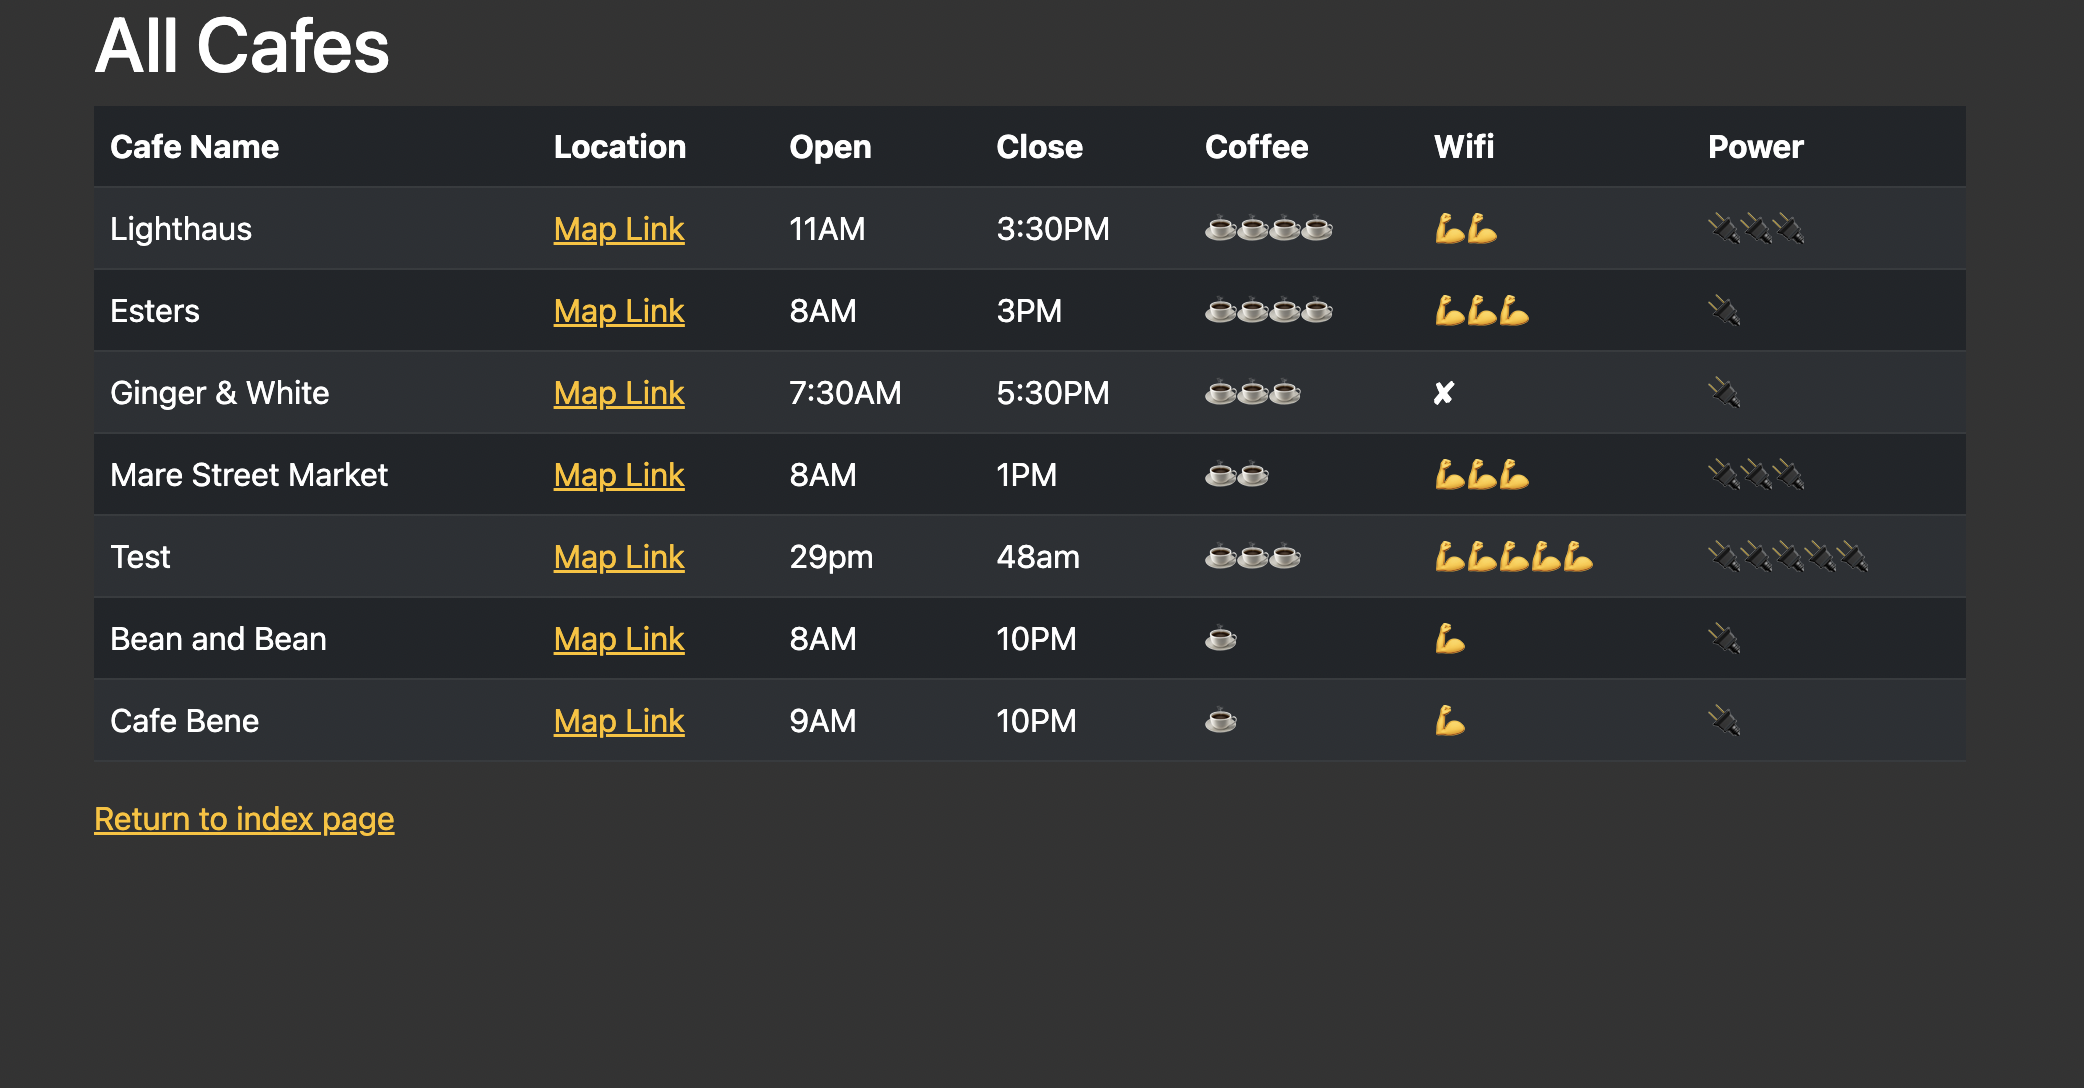 All Cafes
Cafe Name Location Open Close Coffee Wifi Power
Lighthaus Map Link 11AM 3:30PM ☕☕☕☕ 💪💪 🔌🔌🔌
Esters Map Link 8AM 3PM ☕☕☕☕ 💪💪💪 🔌
Ginger & White Map Link 7:30AM 5:30PM ☕☕☕ ✘ 🔌
Mare Street Market Map Link 8AM 1PM ☕☕ 💪💪💪 🔌🔌🔌
Test Map Link 29pm 48am ☕☕☕ 💪💪💪💪💪 🔌🔌🔌🔌🔌
Bean and Bean Map Link 8AM 10PM ☕ 💪 🔌
Cafe Bene Map Link 9AM 10PM ☕ 💪 🔌
Return to index page